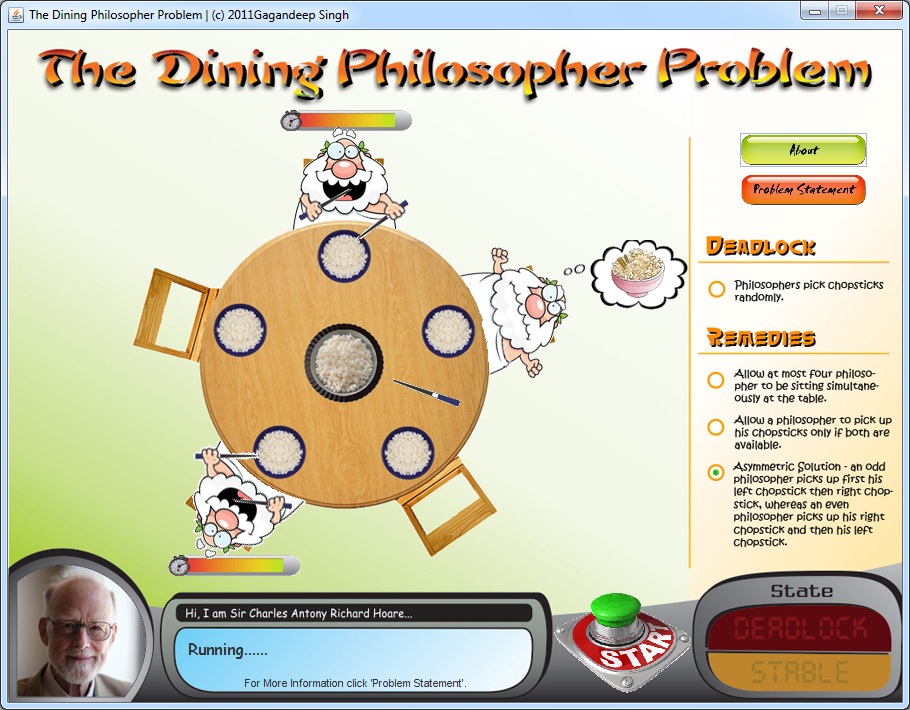 The Dining Philosopher Problem | (c) 2011Gagandeep Singh
The Dining Philosopher Problem
About
Problem Statement
Deadlock
Philosophers pick chopsticks
randomly.
Remedies
Allow at most four philoso-
pher to be sitting simultane-
ously at the table.
Allow a philosopher to pick up
his chopsticks only if both are
available.
Asymmetric Solution - an odd
philosopher picks up first his
left chopstick then right chop-
stick, whereas an even
philosopher picks up his right
chopstick and then his left
chopstick.
Hi, I am Sir Charles Antony Richard Hoare...
Running......
For More Information click 'Problem Statement'.
START
State
DEADLOCK
STABLE